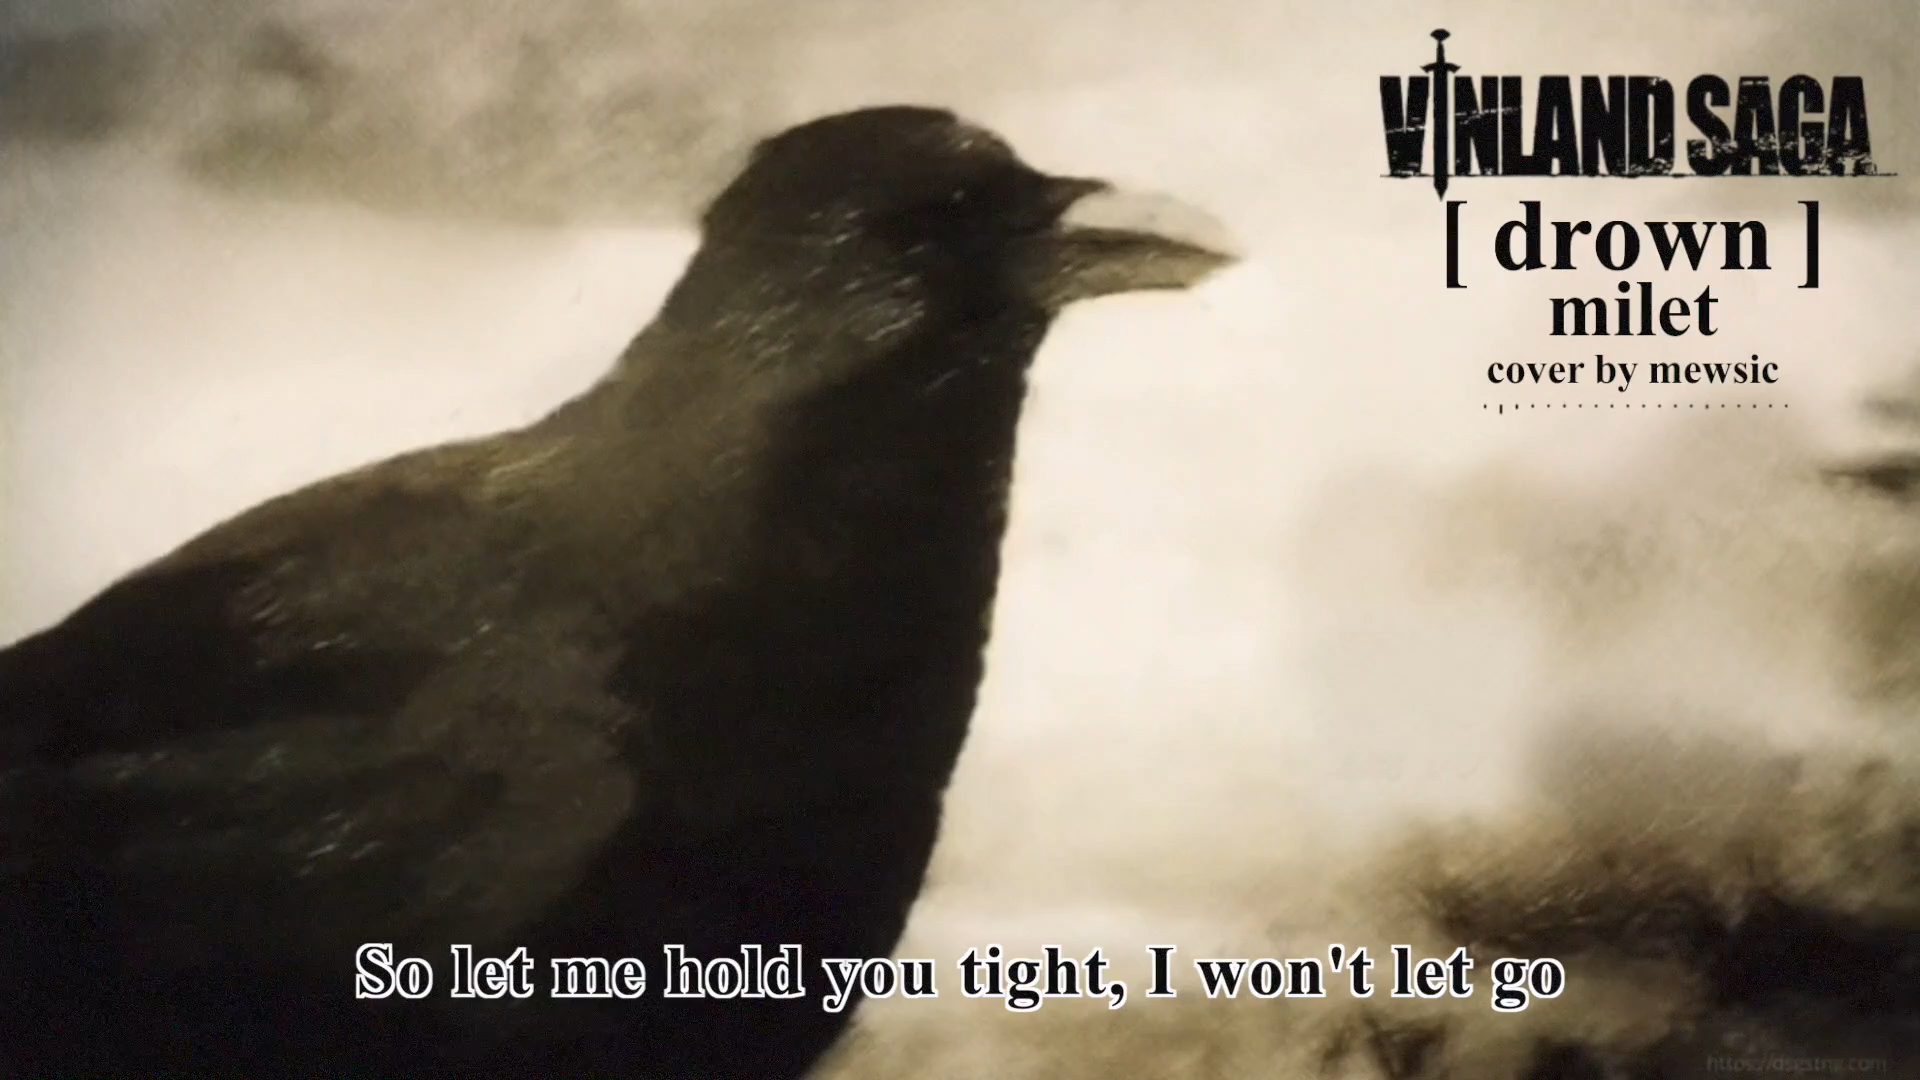 VINLAND SAGA
[ drown ]
milet
cover by mewsic
So let me hold you tight, I won't let go